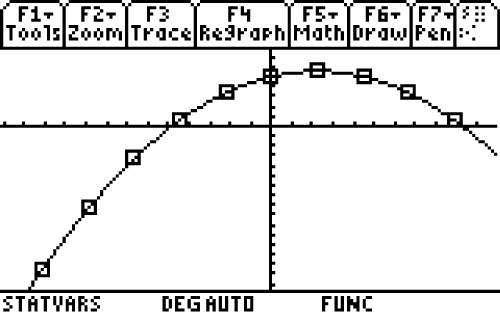 F1▾ F2▾ F3 F4 F5▾ F6▾ F7▾
Tools Zoom Trace ReGraph Math Draw Pen
STATVARS DEG AUTO FUNC